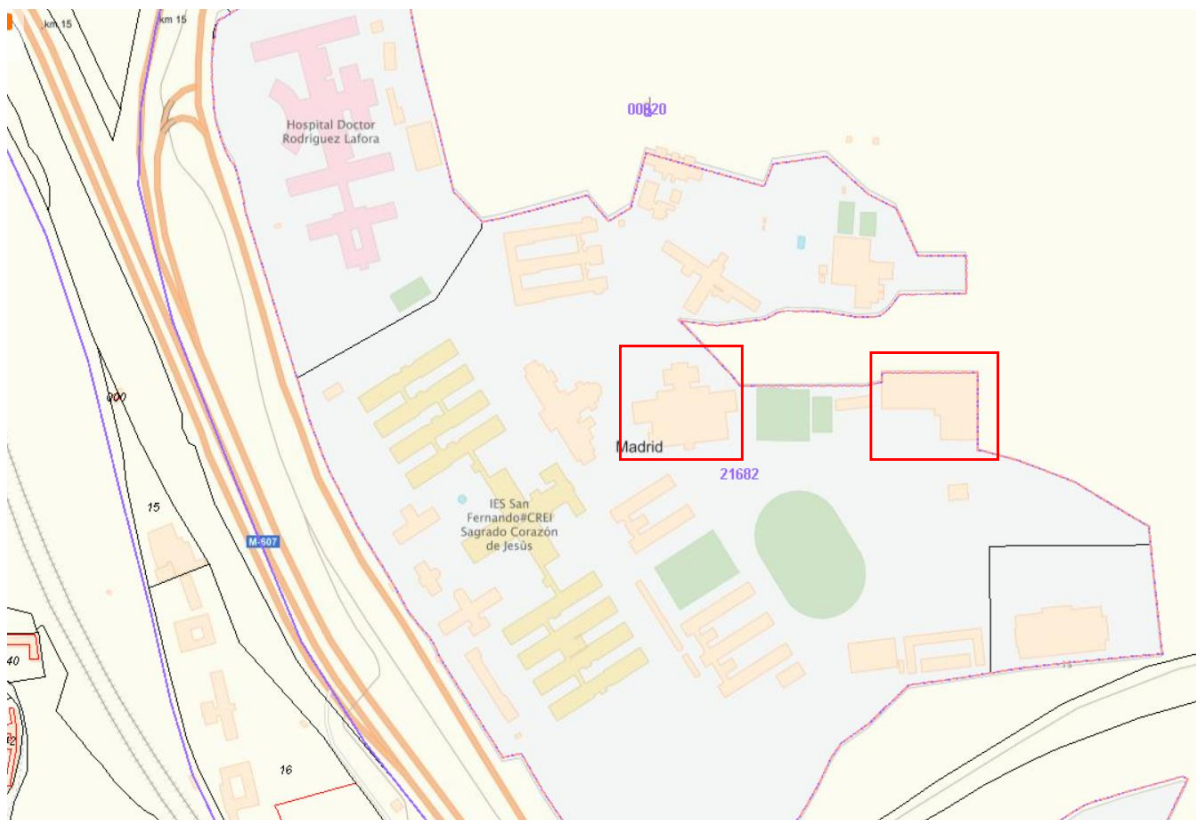 km 15
km 15
00820
Hospital Doctor
Rodríguez Lafora
000
Madrid
21682
15
IES San
Fernando#CREI
Sagrado Corazón
de Jesús
M-607
40
16